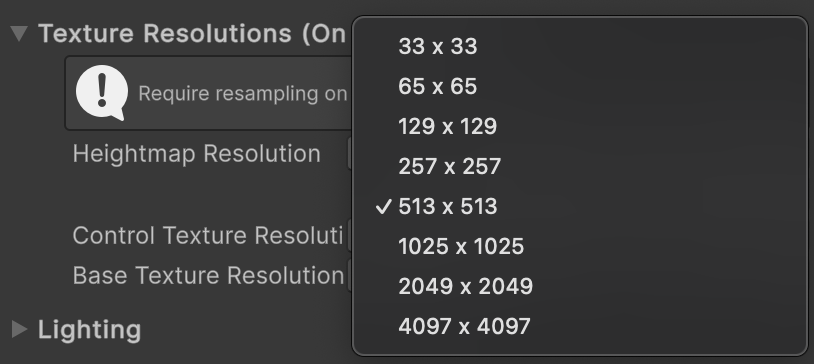 Texture Resolutions (On
Require resampling on
Heightmap Resolution
Control Texture Resoluti
Base Texture Resolution
Lighting
33 x 33
65 x 65
129 x 129
257 x 257
513 x 513
1025 x 1025
2049 x 2049
4097 x 4097